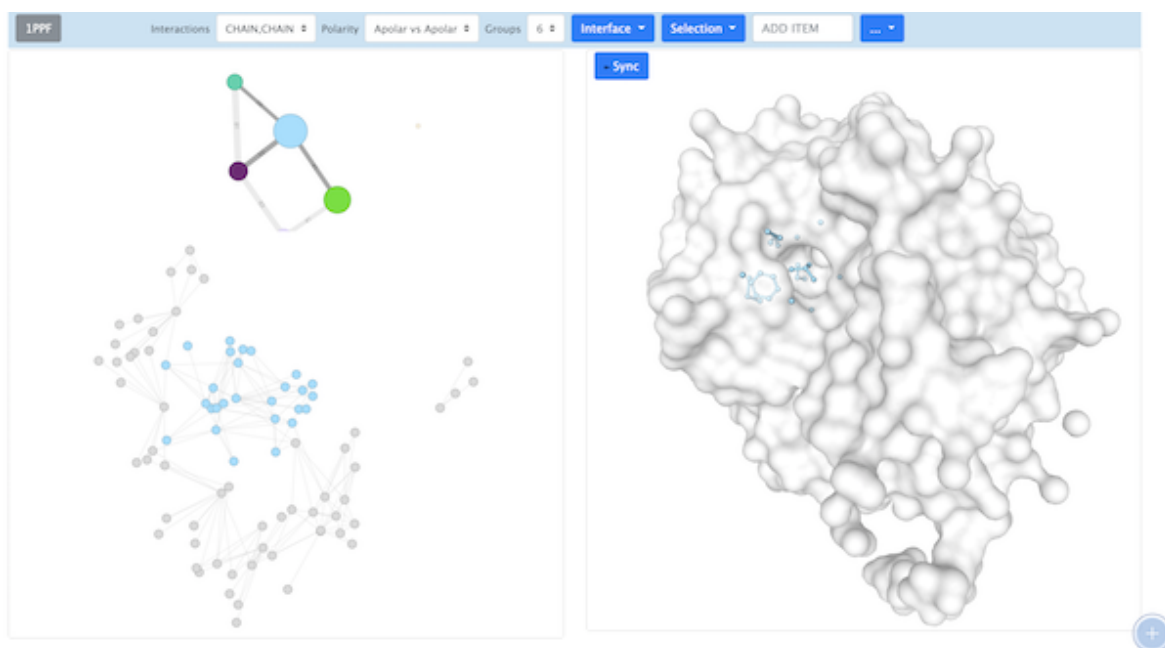 1PPF Interactions CHAIN,CHAIN Polarity Apolar vs Apolar Groups 6 Interface Selection ADD ITEM ...
Sync
+